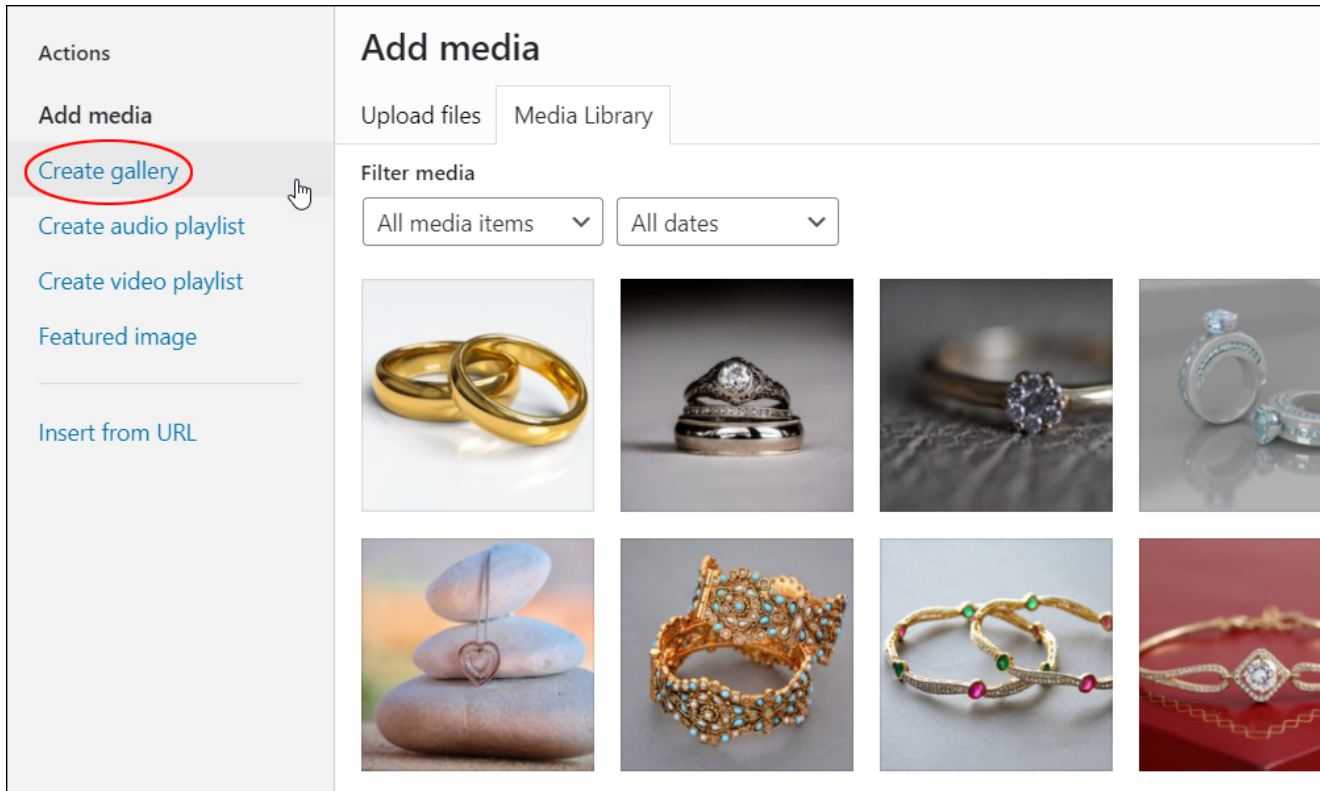 Actions
Add media
Create gallery
Create audio playlist
Create video playlist
Featured image
Insert from URL
Add media
Upload files
Media Library
Filter media
All media items
All dates